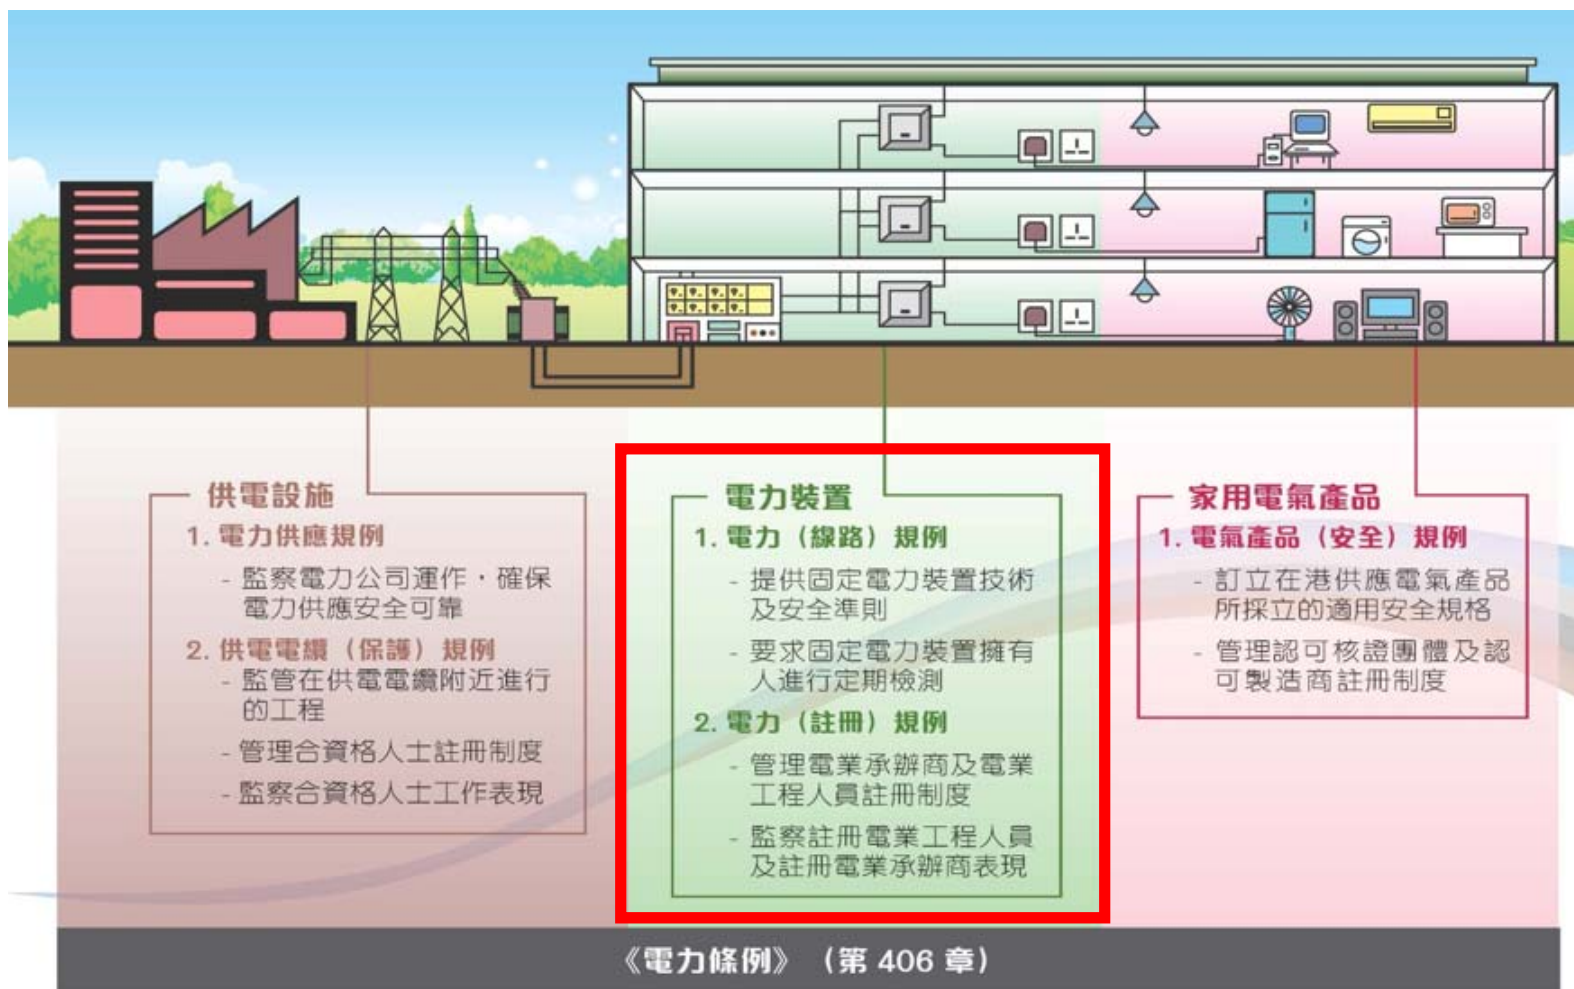 供電設施
1. 電力供應規例
- 監察電力公司運作，確保
電力供應安全可靠
2. 供電電纜（保護）規例
- 監管在供電電纜附近進行
的工程
- 管理合資格人士註冊制度
- 監察合資格人士工作表現
電力裝置
1. 電力（線路）規例
- 提供固定電力裝置技術
及安全準則
- 要求固定電力裝置擁有
人進行定期檢測
2. 電力（註冊）規例
- 管理電業承辦商及電業
工程人員註冊制度
- 監察註冊電業工程人員
及註冊電業承辦商表現
家用電氣產品
1. 電氣產品（安全）規例
- 訂立在港供應電氣產品
所採立的適用安全規格
- 管理認可核證團體及認
可製造商註冊制度
《電力條例》（第 406 章）